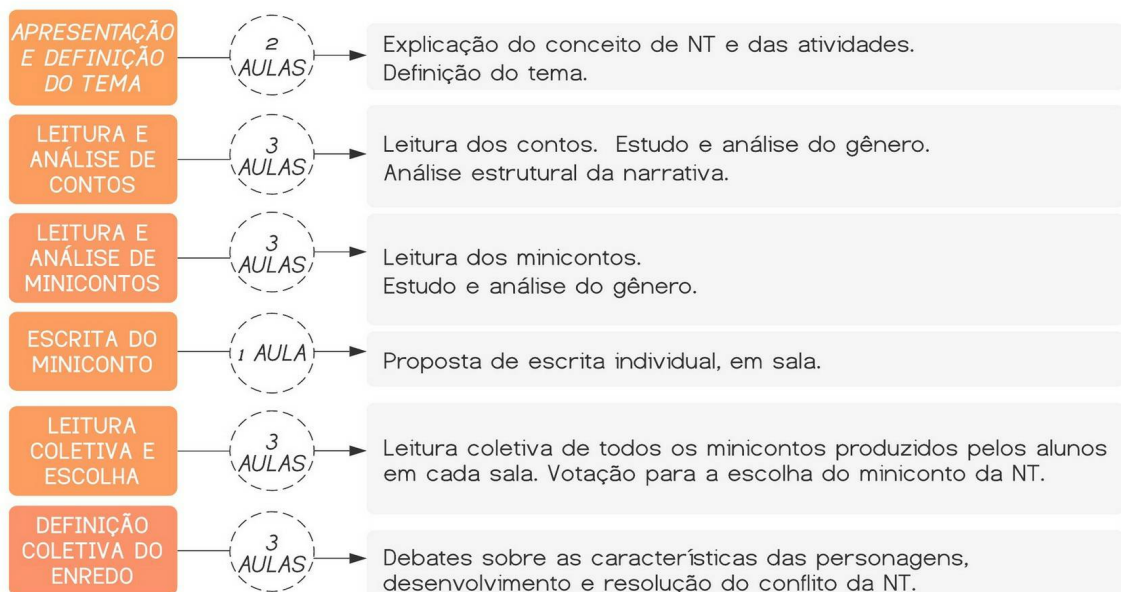 APRESENTAÇÃO
E DEFINIÇÃO
DO TEMA
2
AULAS
Explicação do conceito de NT e das atividades.
Definição do tema.
LEITURA E
ANÁLISE DE
CONTOS
3
AULAS
Leitura dos contos. Estudo e análise do gênero.
Análise estrutural da narrativa.
LEITURA E
ANÁLISE DE
MINICONTOS
3
AULAS
Leitura dos minicontos.
Estudo e análise do gênero.
ESCRITA DO
MINICONTO
1 AULA
Proposta de escrita individual, em sala.
LEITURA
COLETIVA E
ESCOLHA
3
AULAS
Leitura coletiva de todos os minicontos produzidos pelos alunos
em cada sala. Votação para a escolha do miniconto da NT.
DEFINIÇÃO
COLETIVA DO
ENREDO
3
AULAS
Debates sobre as características das personagens,
desenvolvimento e resolução do conflito da NT.